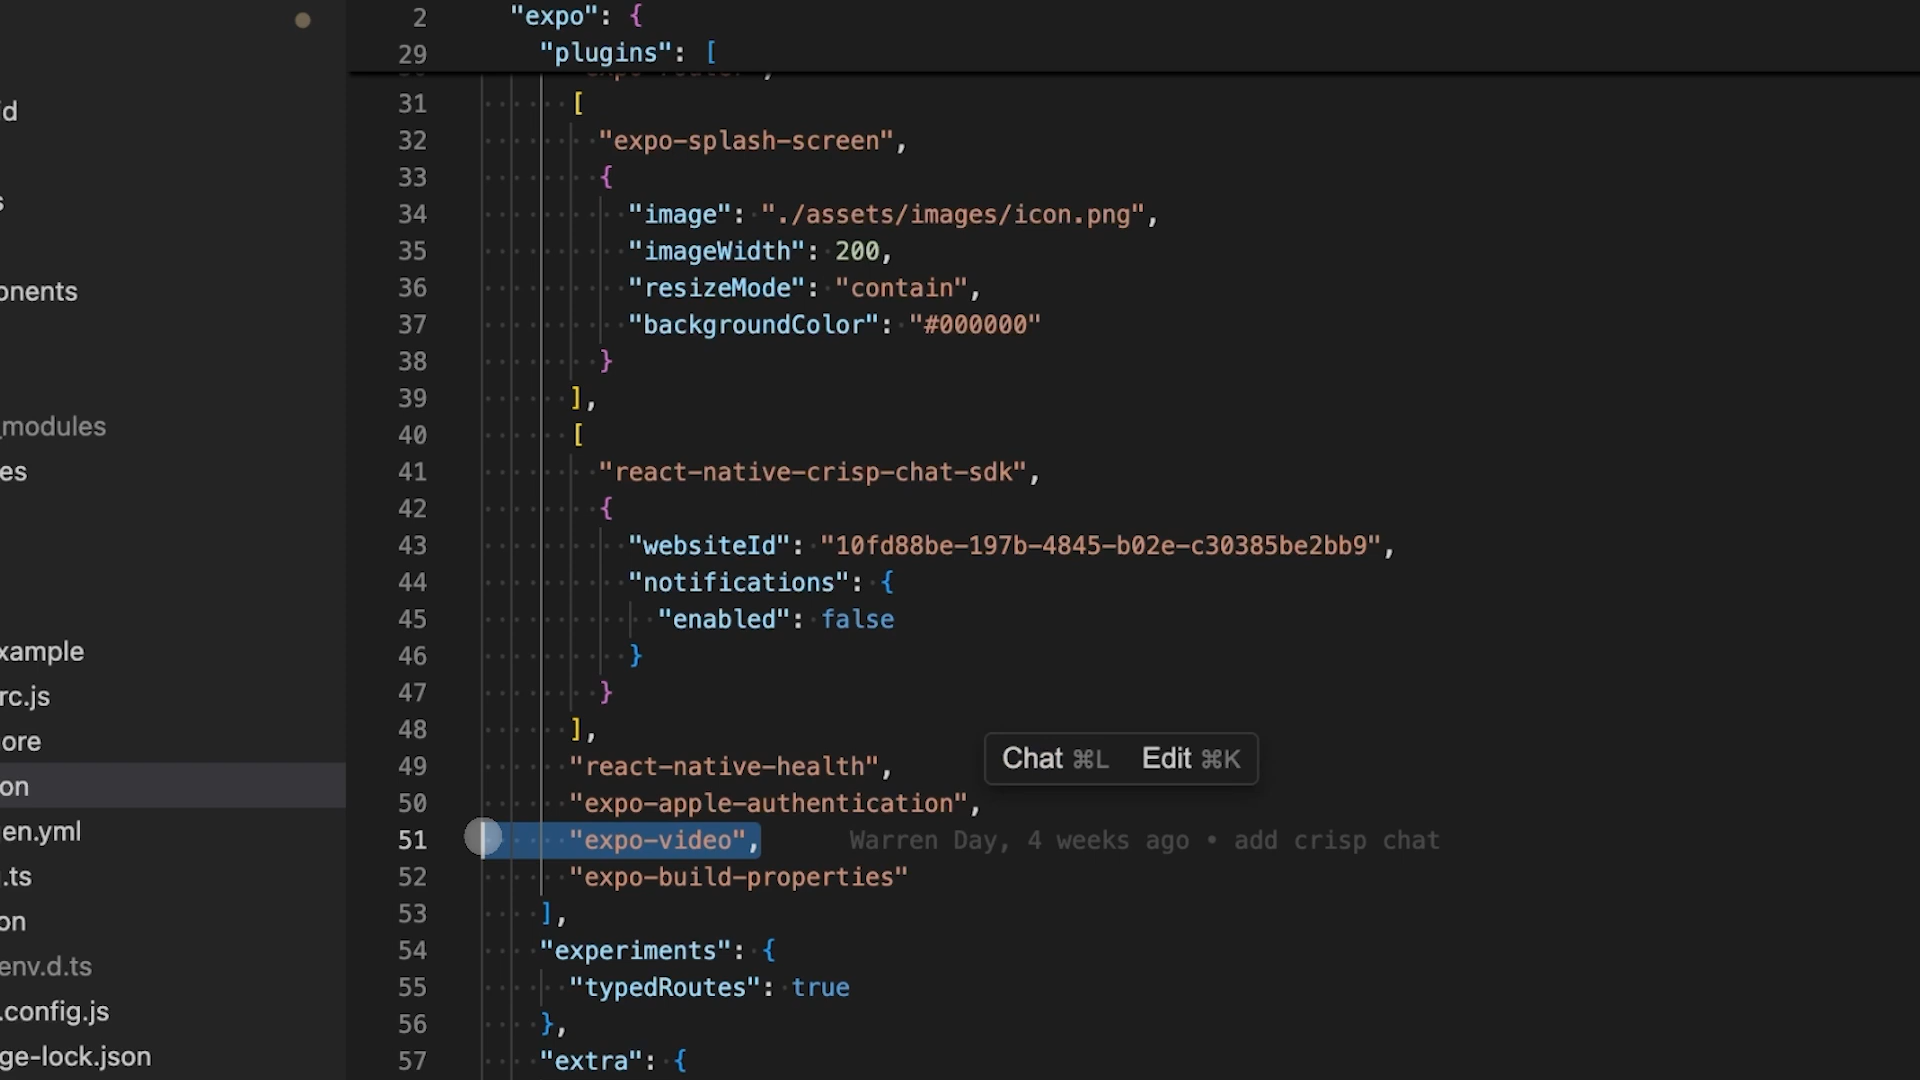 2 "expo": {
29 "plugins": [
31 [
32 "expo-splash-screen",
33 {
34 "image": "./assets/images/icon.png",
35 "imageWidth": 200,
36 "resizeMode": "contain",
37 "backgroundColor": "#000000"
38 }
39 ],
40 [
41 "react-native-crisp-chat-sdk",
42 {
43 "websiteId": "10fd88be-197b-4845-b02e-c30385be2bb9",
44 "notifications": {
45 "enabled": false
46 }
47 }
48 ],
49 "react-native-health",
Chat ⌘L Edit ⌘K
50 "expo-apple-authentication",
51 "expo-video", Warren Day, 4 weeks ago • add crisp chat
52 "expo-build-properties"
53 ],
54 "experiments": {
55 "typedRoutes": true
56 },
57 "extra": {
id
s
onents
_modules
es
xample
rc.js
ore
on
en.yml
.ts
on
env.d.ts
.config.js
ge-lock.json